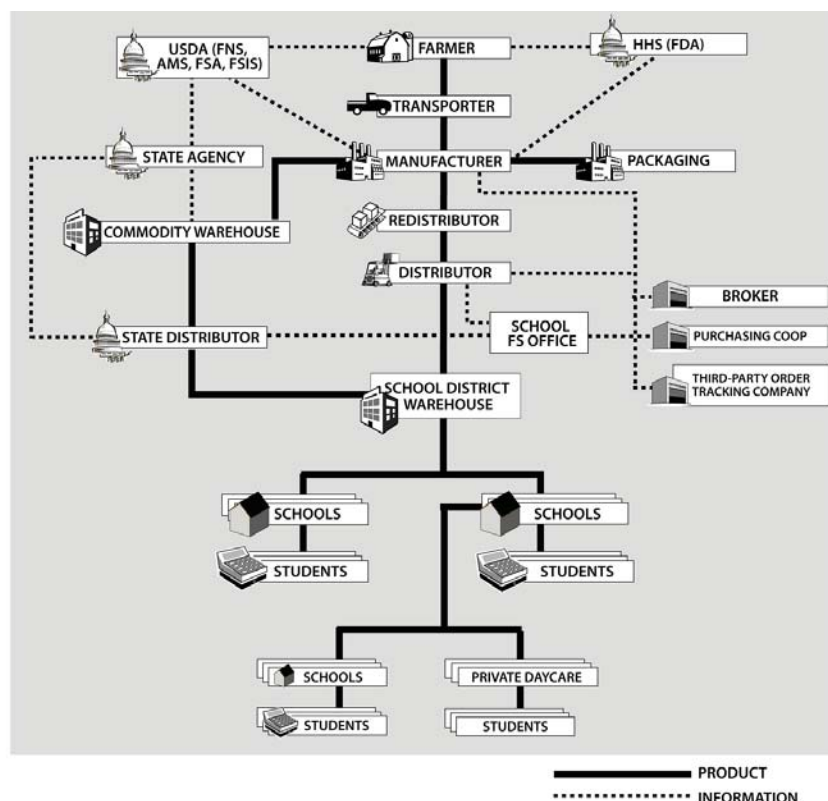 USDA (FNS,
AMS, FSA, FSIS)
FARMER
HHS (FDA)
TRANSPORTER
STATE AGENCY
MANUFACTURER
PACKAGING
COMMODITY WAREHOUSE
REDISTRIBUTOR
DISTRIBUTOR
BROKER
STATE DISTRIBUTOR
SCHOOL
FS OFFICE
PURCHASING COOP
SCHOOL DISTRICT
WAREHOUSE
THIRD-PARTY ORDER
TRACKING COMPANY
SCHOOLS
SCHOOLS
STUDENTS
STUDENTS
SCHOOLS
PRIVATE DAYCARE
STUDENTS
STUDENTS
PRODUCT
INFORMATION